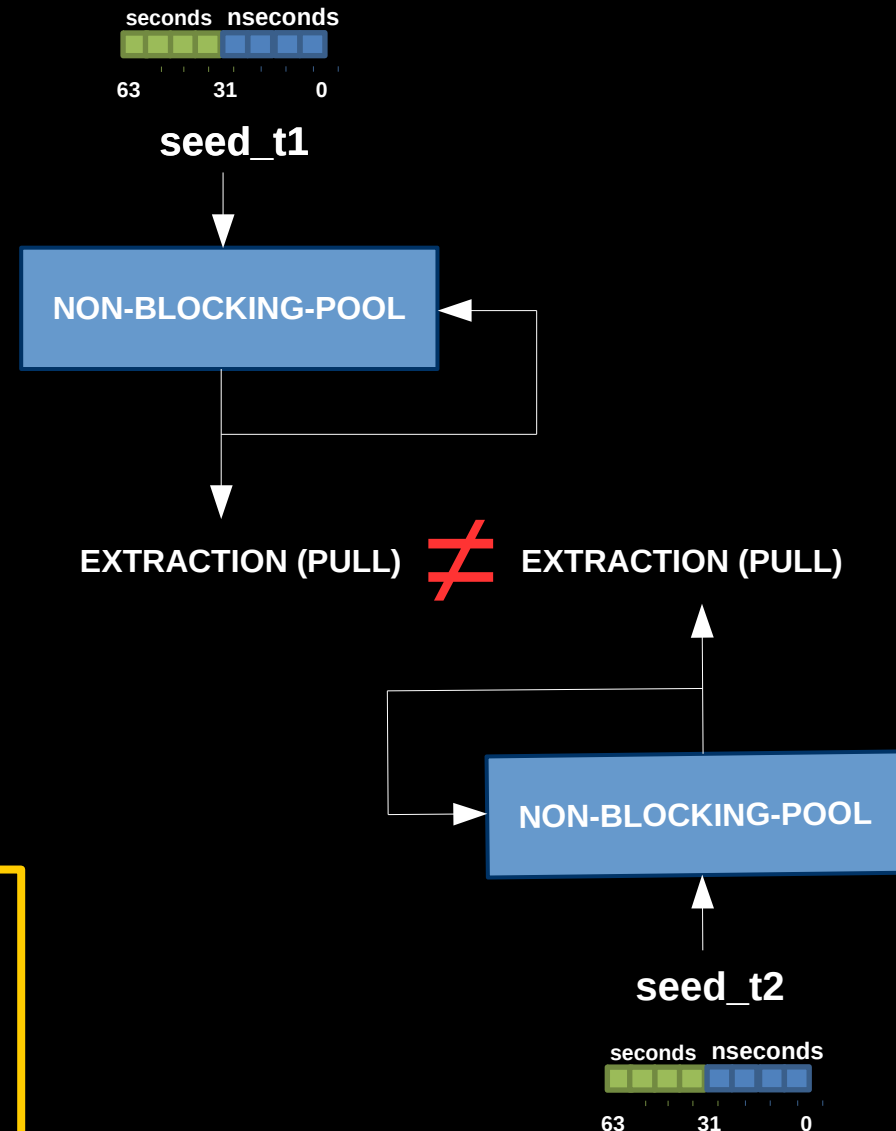 seconds nseconds
63 31 0
seed_t1
NON-BLOCKING-POOL
EXTRACTION (PULL) ≠ EXTRACTION (PULL)
NON-BLOCKING-POOL
seed_t2
seconds nseconds
63 31 0